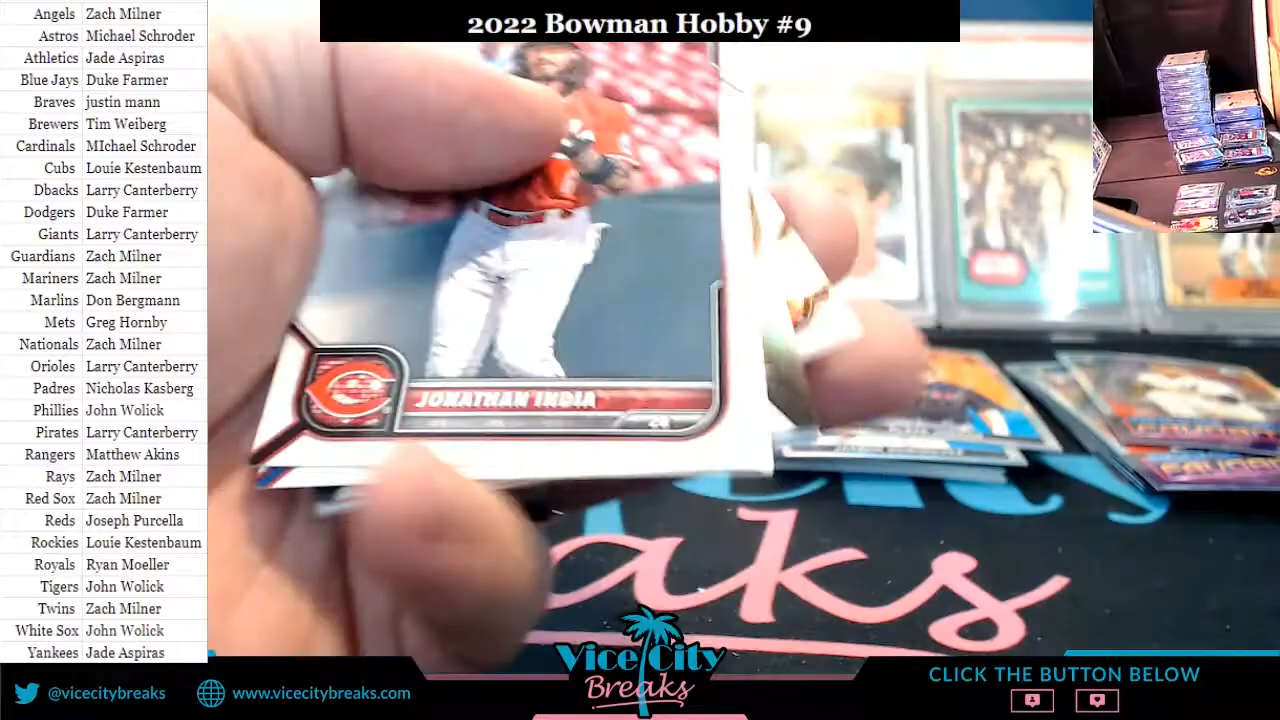 2022 Bowman Hobby #9
Angels Zach Milner
Astros Michael Schroder
Athletics Jade Aspiras
Blue Jays Duke Farmer
Braves justin mann
Brewers Tim Weiberg
Cardinals MIchael Schroder
Cubs Louie Kestenbaum
Dbacks Larry Canterberry
Dodgers Duke Farmer
Giants Larry Canterberry
Guardians Zach Milner
Mariners Zach Milner
Marlins Don Bergmann
Mets Greg Hornby
Nationals Zach Milner
Orioles Larry Canterberry
Padres Nicholas Kasberg
Phillies John Wolick
Pirates Larry Canterberry
Rangers Matthew Akins
Rays Zach Milner
Red Sox Zach Milner
Reds Joseph Purcella
Rockies Louie Kestenbaum
Royals Ryan Moeller
Tigers John Wolick
Twins Zach Milner
White Sox John Wolick
Yankees Jade Aspiras
REDS
JONATHAN INDIA
@vicecitybreaks
www.vicecitybreaks.com
Vice City
Breaks
CLICK THE BUTTON BELOW